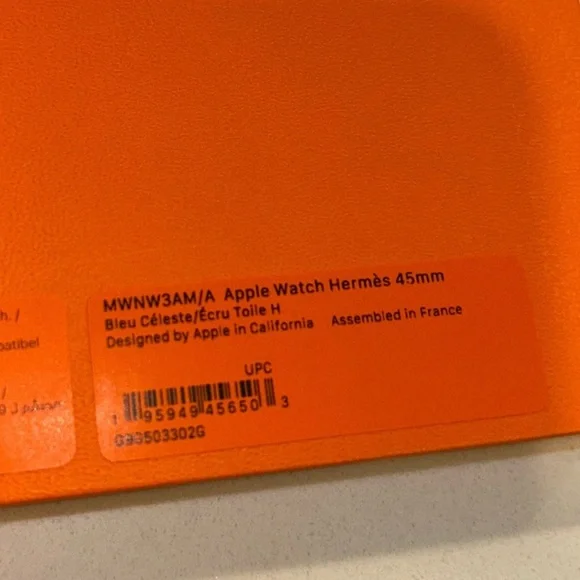 h. /
patibel
/
MWNW3AM/A Apple Watch Hermès 45mm
Bleu Céleste/Écru Toile H
Designed by Apple in California Assembled in France
UPC
1 95949 45650 3